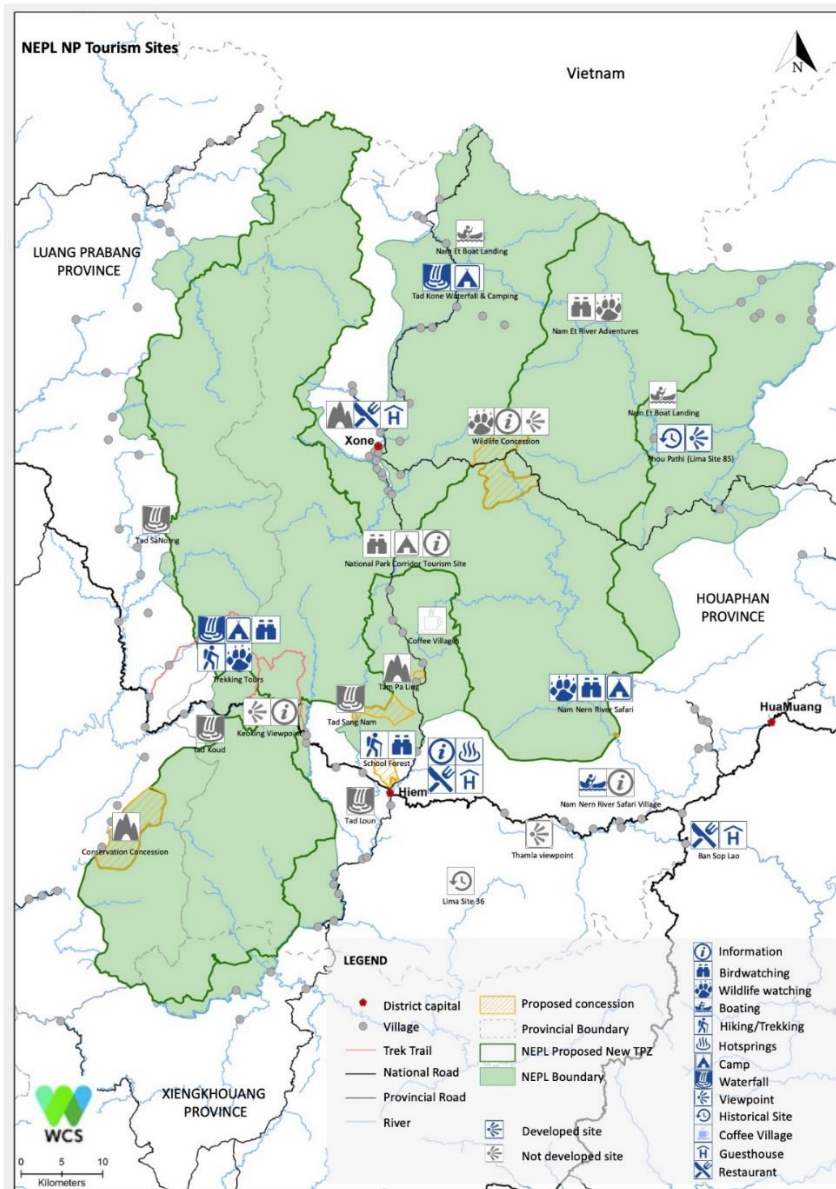 NEPL NP Tourism Sites
Vietnam
N
LUANG PRABANG
PROVINCE
Nam Et Boat Landing
Tad Kone Waterfall & Camping
Nam Et River Adventures
Nam Et Boat Landing
Xone
Wildlife Concession
Phou Pathi (Lima Site 85)
Tad SaNoing
National Park Corridor Tourism Site
HOUAPHAN
PROVINCE
Coffee Villages
Trekking Tours
Tam Pa Ling
Nam Nern River Safari
HuaMuang
Keoking Viewpoint
Tad Sang Nam
Tad Koud
School Forest
Hiem
Nam Nern River Safari Village
Tad Loun
Conservation Concession
Thamla viewpoint
Ban Sop Lao
Lima Site 36
LEGEND
District capital
Village
Trek Trail
National Road
Provincial Road
River
Proposed concession
Provincial Boundary
NEPL Proposed New TPZ
NEPL Boundary
Developed site
Not developed site
Information
Birdwatching
Wildlife watching
Boating
Hiking/Trekking
Hotsprings
Camp
Waterfall
Viewpoint
Historical Site
Coffee Village
Guesthouse
Restaurant
XIENGKHOUANG
PROVINCE
WCS
0 5 10
Kilometers